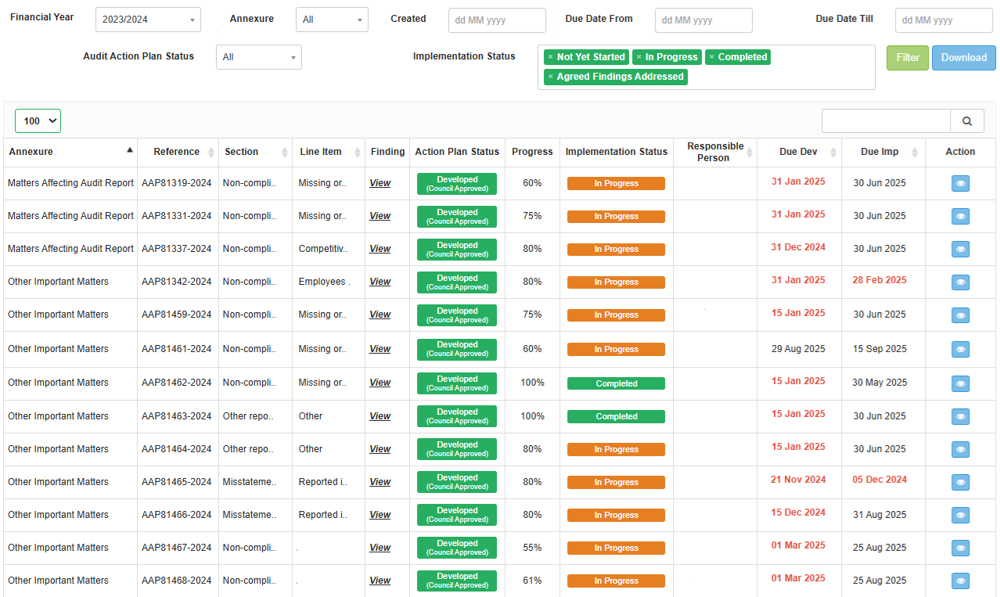 Financial Year 2023/2024 Annexure All Created dd MM yyyy Due Date From dd MM yyyy Due Date Till dd MM yyyy
Audit Action Plan Status All Implementation Status × Not Yet Started × In Progress × Completed Filter Download
× Agreed Findings Addressed
100
Annexure Reference Section Line Item Finding Action Plan Status Progress Implementation Status Responsible Person Due Dev Due Imp Action
Matters Affecting Audit Report AAP81319-2024 Non-compli.. Missing or.. View Developed (Council Approved) 60% In Progress 31 Jan 2025 30 Jun 2025
Matters Affecting Audit Report AAP81331-2024 Non-compli.. Missing or.. View Developed (Council Approved) 75% In Progress 31 Jan 2025 30 Jun 2025
Matters Affecting Audit Report AAP81337-2024 Non-compli.. Competitiv.. View Developed (Council Approved) 80% In Progress 31 Dec 2024 30 Jun 2025
Other Important Matters AAP81342-2024 Non-compli.. Employees . View Developed (Council Approved) 80% In Progress 31 Jan 2025 28 Feb 2025
Other Important Matters AAP81459-2024 Non-compli.. Missing or.. View Developed (Council Approved) 75% In Progress 15 Jan 2025 30 Jun 2025
Other Important Matters AAP81461-2024 Non-compli.. Missing or.. View Developed (Council Approved) 60% In Progress 29 Aug 2025 15 Sep 2025
Other Important Matters AAP81462-2024 Non-compli.. Missing or.. View Developed (Council Approved) 100% Completed 15 Jan 2025 30 May 2025
Other Important Matters AAP81463-2024 Other repo.. Other View Developed (Council Approved) 100% Completed 15 Jan 2025 30 Jun 2025
Other Important Matters AAP81464-2024 Other repo.. Other View Developed (Council Approved) 80% In Progress 15 Jan 2025 30 Jun 2025
Other Important Matters AAP81465-2024 Misstateme.. Reported i.. View Developed (Council Approved) 80% In Progress 21 Nov 2024 05 Dec 2024
Other Important Matters AAP81466-2024 Misstateme.. Reported i.. View Developed (Council Approved) 80% In Progress 15 Dec 2024 31 Aug 2025
Other Important Matters AAP81467-2024 Non-compli.. . View Developed (Council Approved) 55% In Progress 01 Mar 2025 25 Aug 2025
Other Important Matters AAP81468-2024 Non-compli.. . View Developed (Council Approved) 61% In Progress 01 Mar 2025 25 Aug 2025